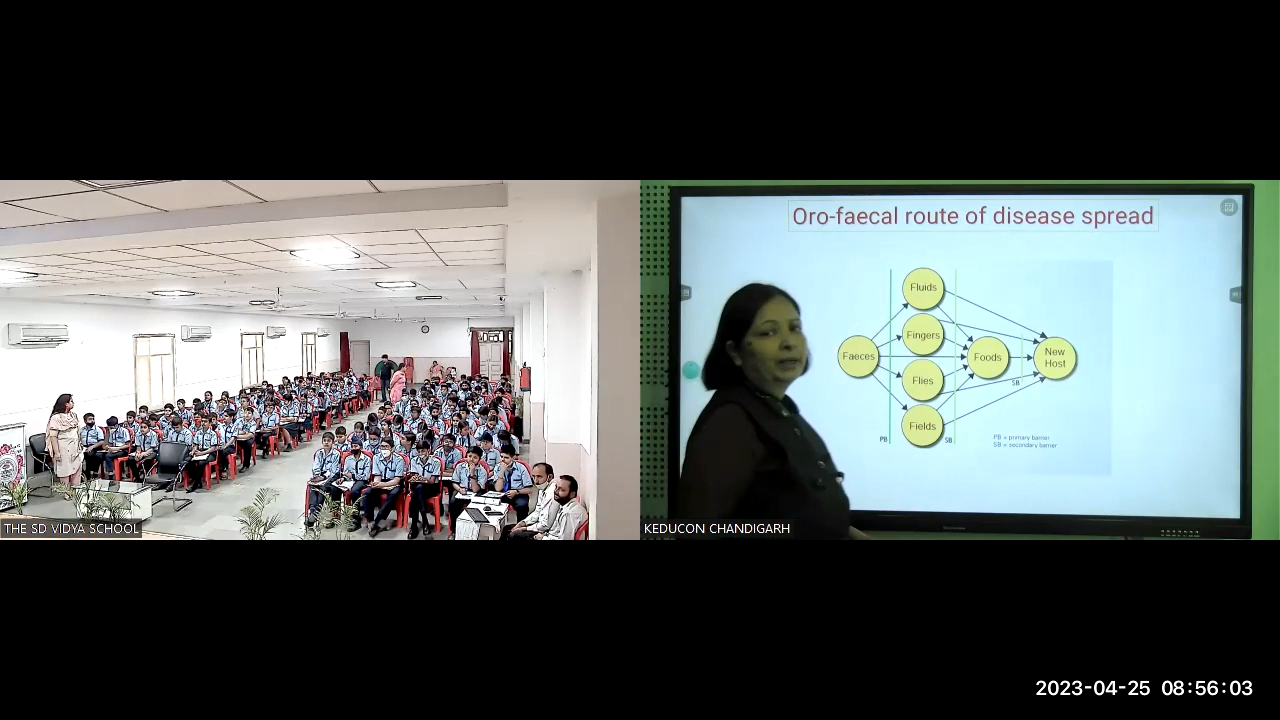 THE SD VIDYA SCHOOL
Oro-faecal route of disease spread
Fluids
Fingers
Faeces
Foods
New
Host
Flies
SB
Fields
PB
SB
PB = primary barrier
SB = secondary barrier
KEDUCON CHANDIGARH
2023-04-25 08:56:03